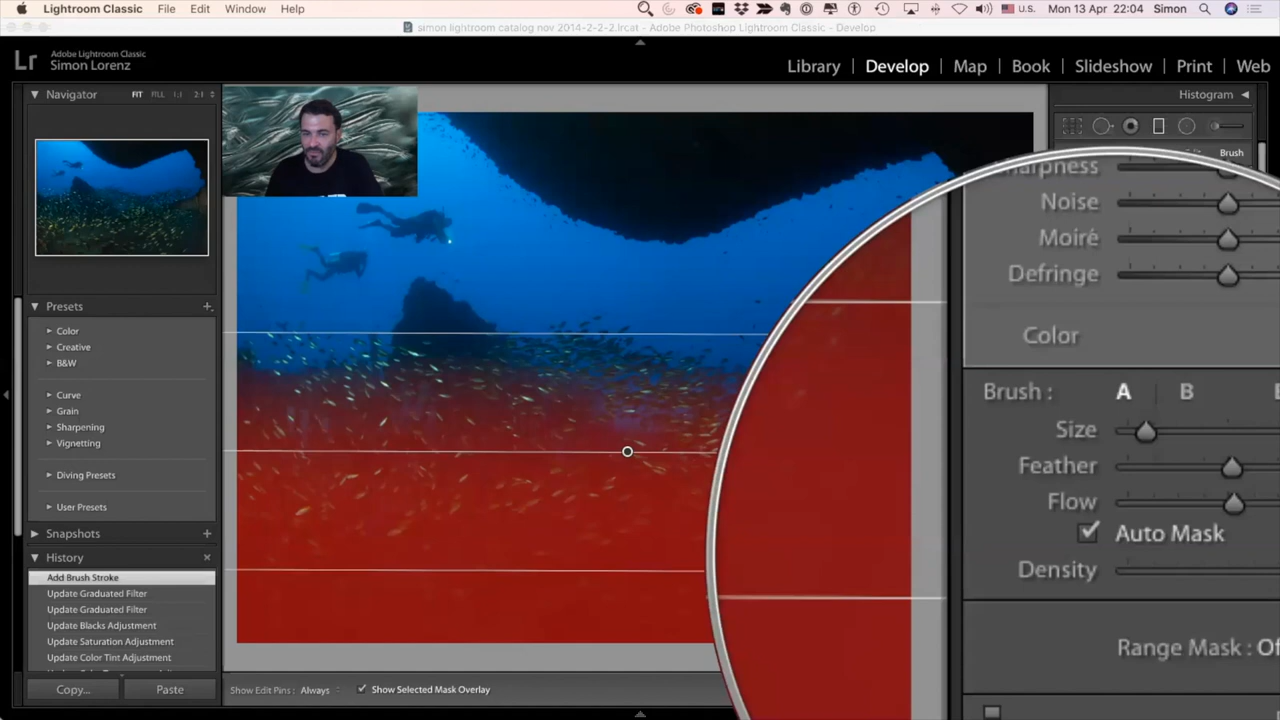 Lightroom Classic File Edit Window Help U.S. Mon 13 Apr 22:04 Simon
simon lightroom catalog nov 2014-2-2-2.lrcat - Adobe Photoshop Lightroom Classic - Develop
Lr Adobe Lightroom Classic
Simon Lorenz
Library | Develop | Map | Book | Slideshow | Print | Web
Navigator FIT FILL 1:1 2:1
Histogram
Brush
Noise
Moiré
Defringe
Color
Brush : A B
Size
Feather
Flow
Auto Mask
Density
Range Mask :
Presets +
Color
Creative
B&W
Curve
Grain
Sharpening
Vignetting
Diving Presets
User Presets
Snapshots +
History ×
Add Brush Stroke
Update Graduated Filter
Update Graduated Filter
Update Blacks Adjustment
Update Saturation Adjustment
Update Color Tint Adjustment
Copy... Paste
Show Edit Pins : Always Show Selected Mask Overlay